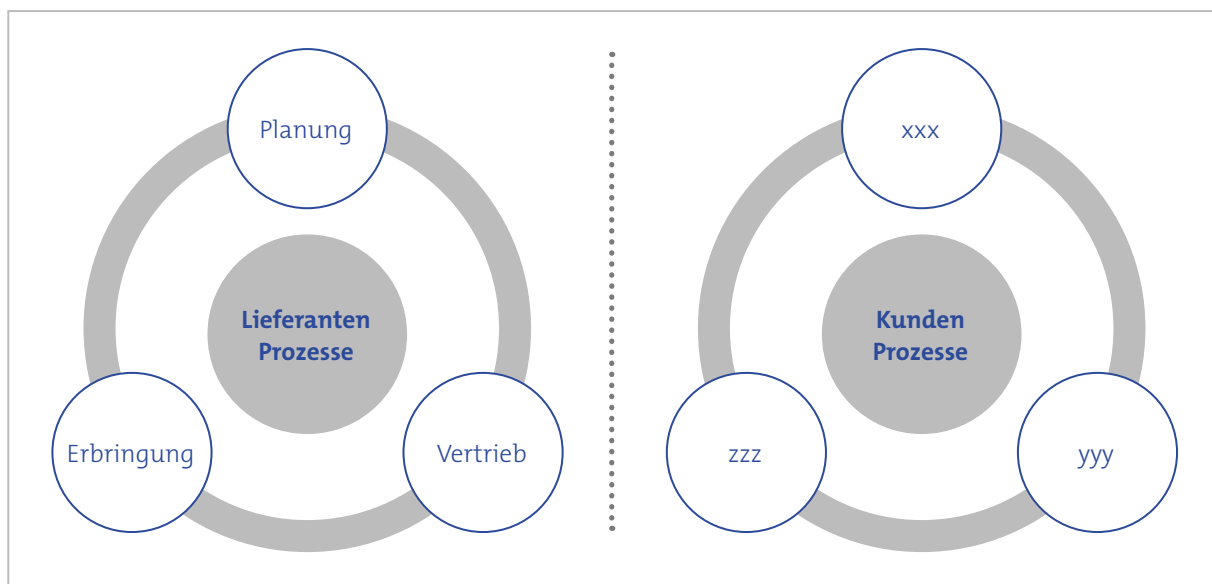 Planung
Lieferanten
Prozesse
Erbringung
Vertrieb
xxx
Kunden
Prozesse
zzz
yyy